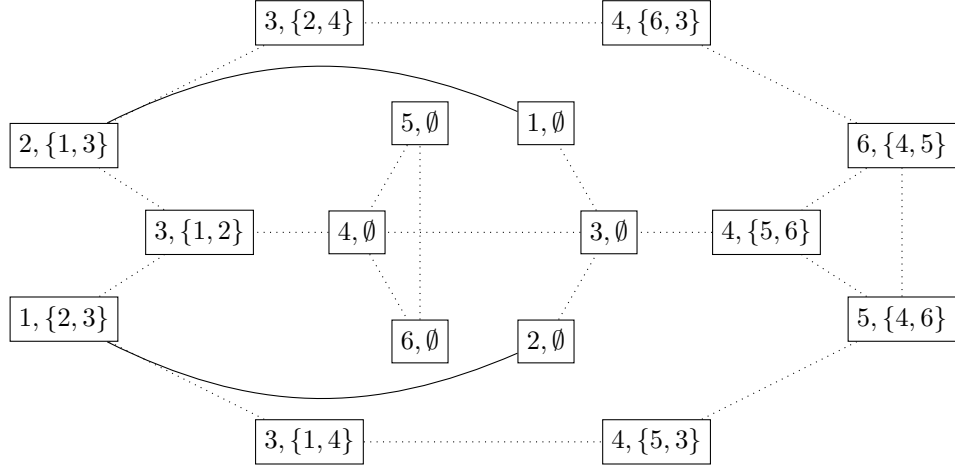 3, {2, 4}
4, {6, 3}
5, ∅
1, ∅
2, {1, 3}
6, {4, 5}
3, {1, 2}
4, ∅
3, ∅
4, {5, 6}
1, {2, 3}
5, {4, 6}
6, ∅
2, ∅
3, {1, 4}
4, {5, 3}